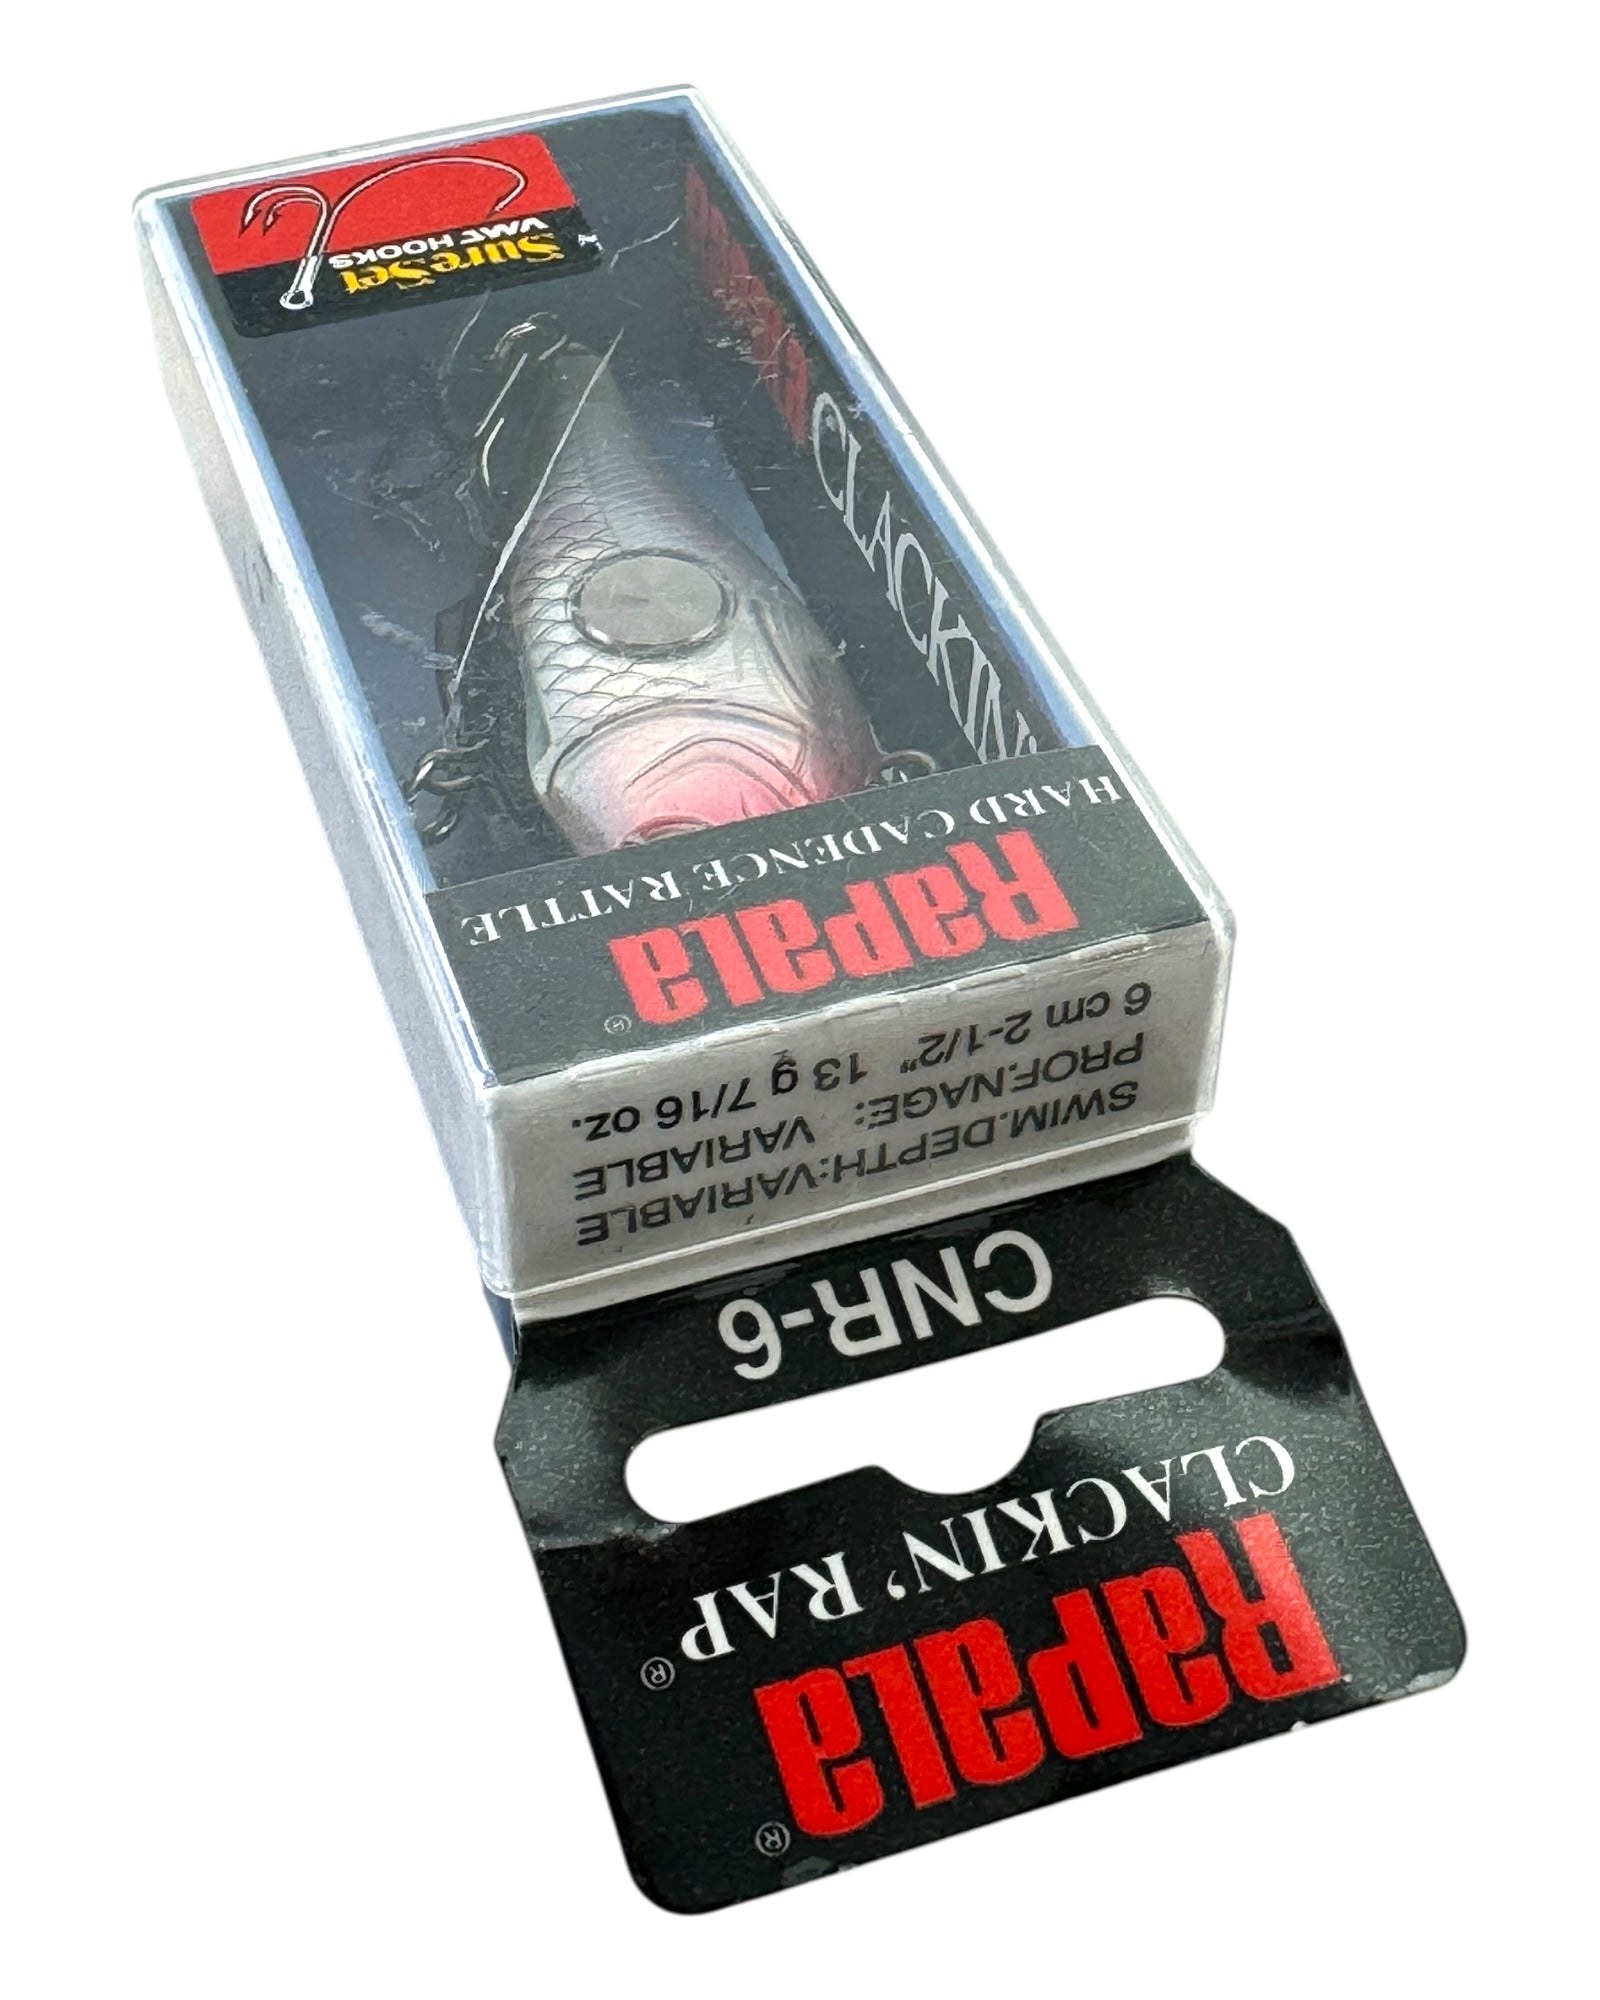 Rapala®
CLACKIN' RAP®
CNR-6
SWIM.DEPTH:VARIABLE
PROF.NAGE: VARIABLE
6 cm 2-1/2" 13 g 7/16 oz.
Rapala®
HARD CADENCE RATTLE
CLACKIN'
SureSet
VMC HOOKS